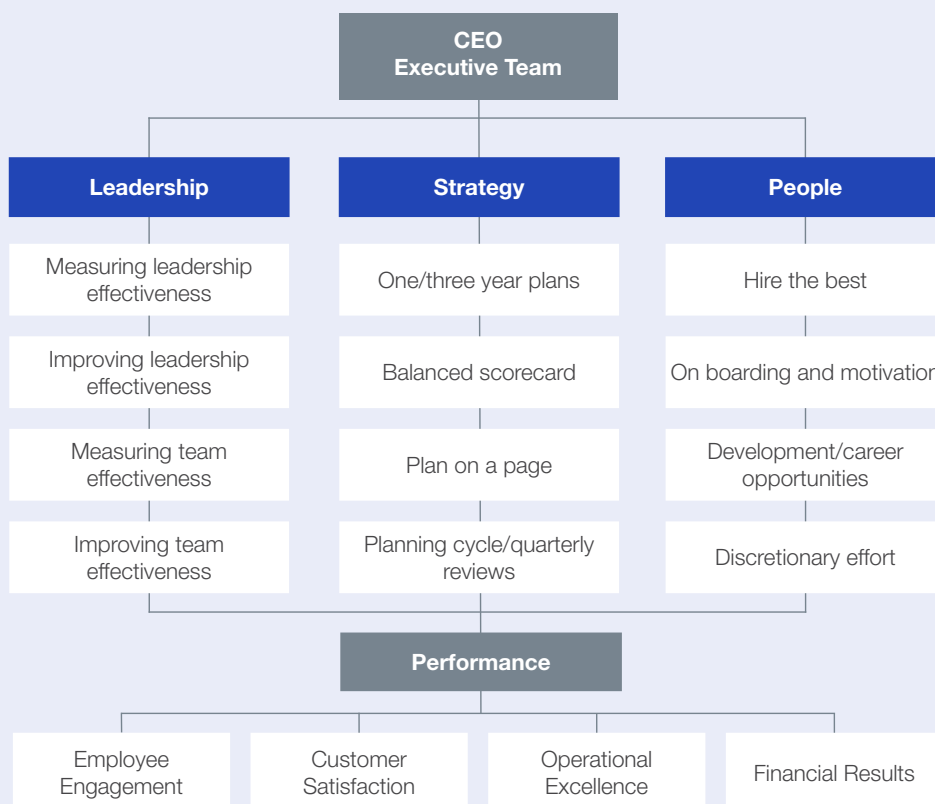 CEO
Executive Team
Leadership
Strategy
People
Measuring leadership
effectiveness
One/three year plans
Hire the best
Improving leadership
effectiveness
Balanced scorecard
On boarding and motivation
Measuring team
effectiveness
Plan on a page
Development/career
opportunities
Improving team
effectiveness
Planning cycle/quarterly
reviews
Discretionary effort
Performance
Employee
Engagement
Customer
Satisfaction
Operational
Excellence
Financial Results